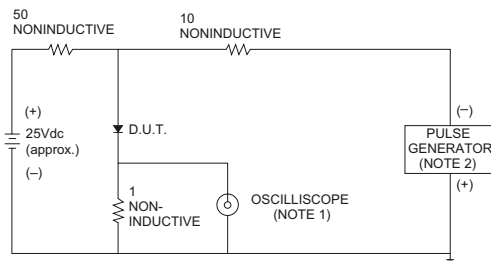 50
NONINDUCTIVE
10
NONINDUCTIVE
(+)
25Vdc
(approx.)
(–)
D.U.T.
1
NON-
INDUCTIVE
OSCILLISCOPE
(NOTE 1)
(–)
PULSE
GENERATOR
(NOTE 2)
(+)